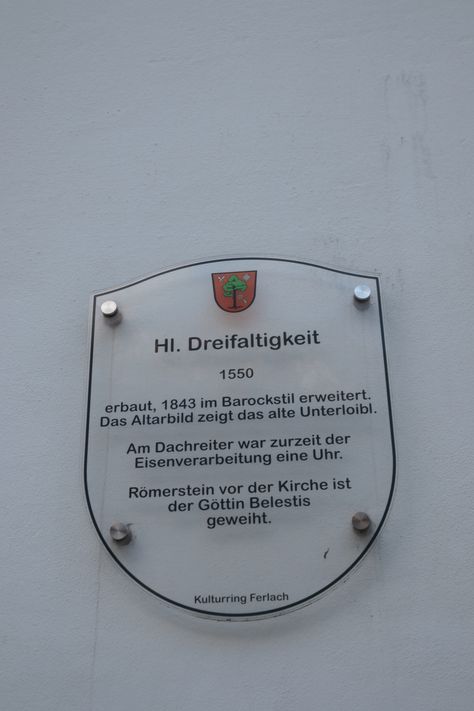 Hl. Dreifaltigkeit
1550
erbaut, 1843 im Barockstil erweitert.
Das Altarbild zeigt das alte Unterloibl.
Am Dachreiter war zurzeit der
Eisenverarbeitung eine Uhr.
Römerstein vor der Kirche ist
der Göttin Belestis
geweiht.
Kulturring Ferlach